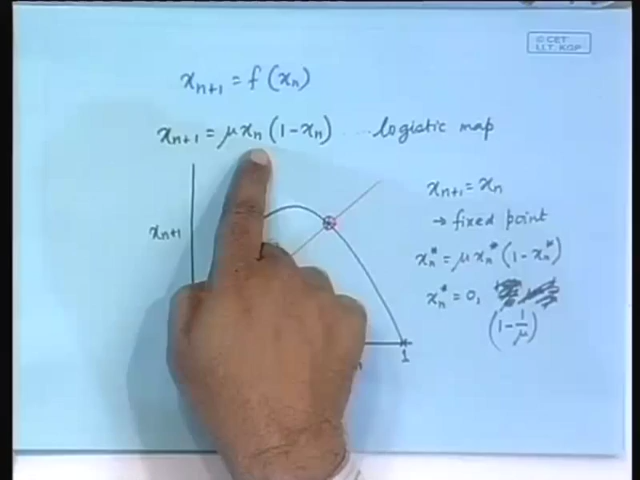 © CET
I.I.T. KGP
xₙ₊₁ = f (xₙ)
xₙ₊₁ = μxₙ (1 - xₙ) ... logistic map
xₙ₊₁ = xₙ
→ fixed point
xₙ₊₁
xₙ* = μxₙ* (1 - xₙ*)
xₙ* = 0,
(1 - 1/μ)
1